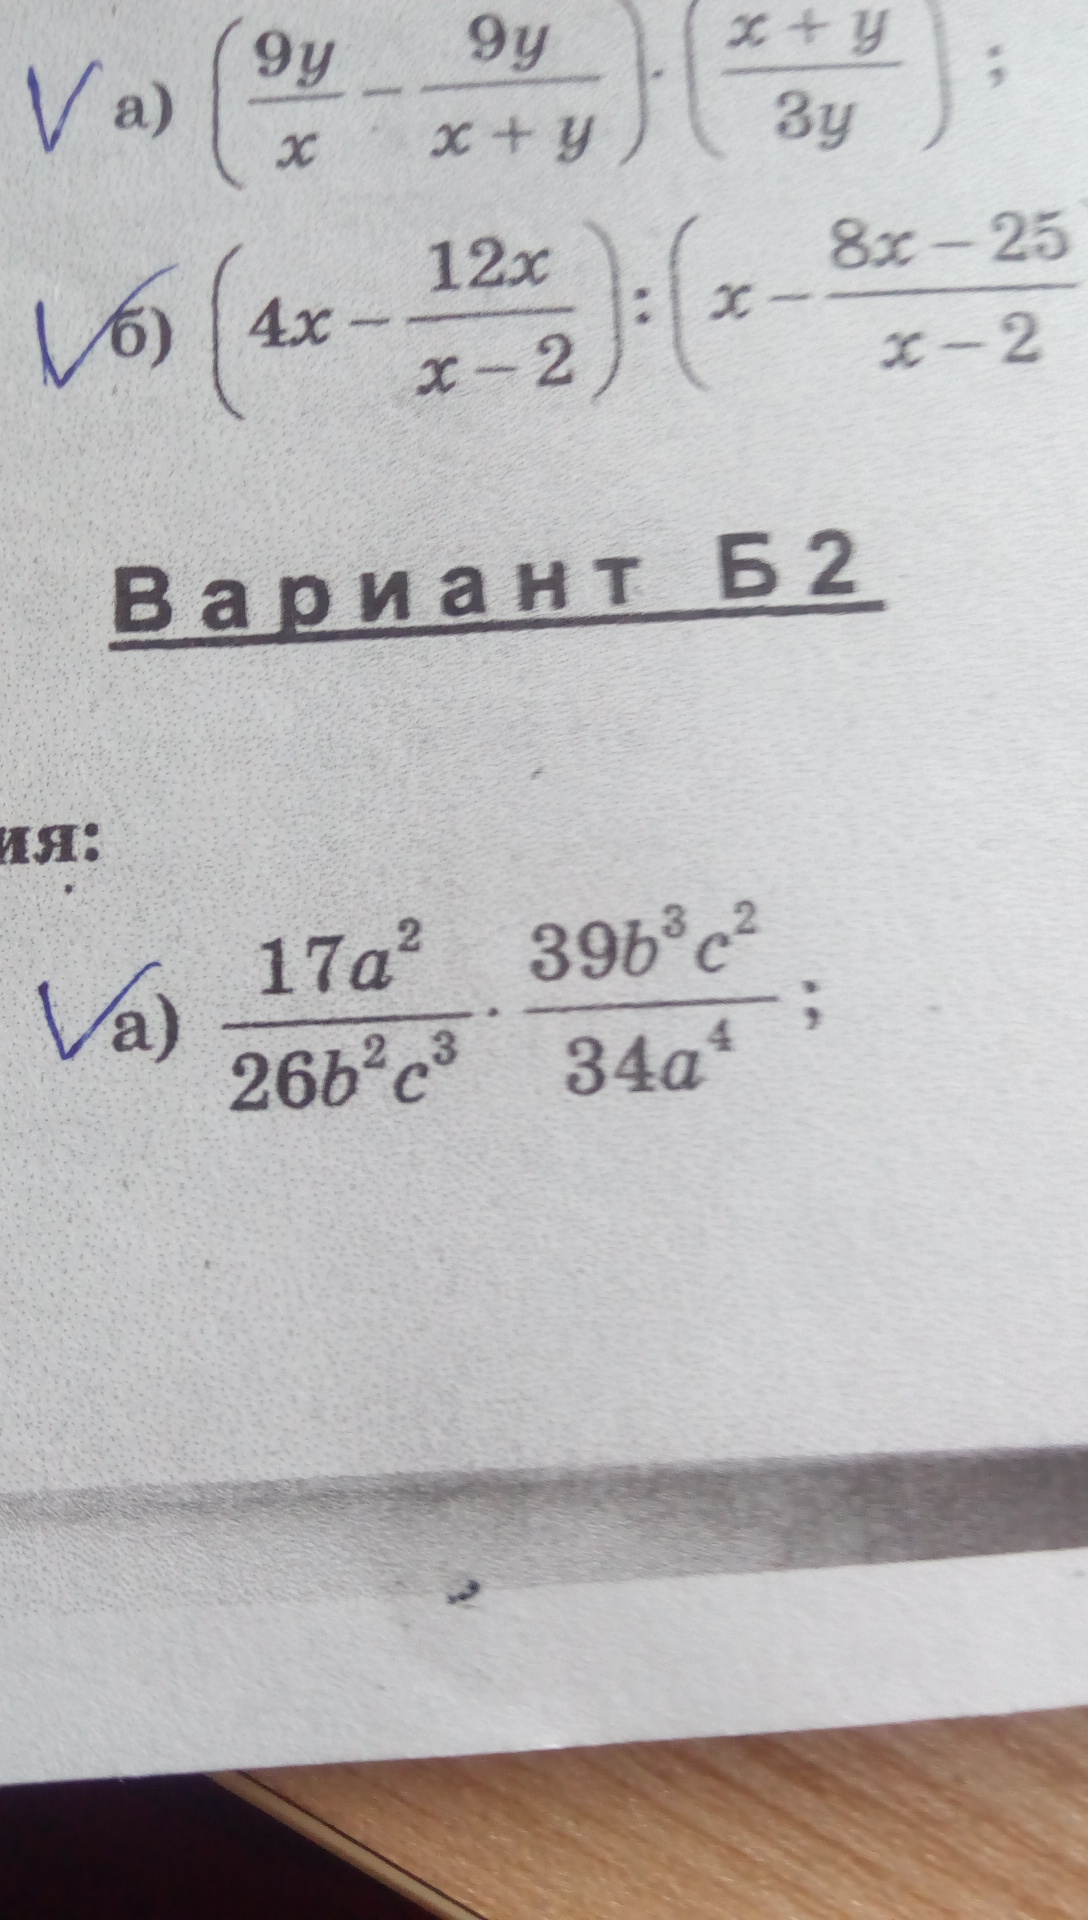 а) (9y/x − 9y/(x + y)) · ((x + y)/3y) ;
б) (4x − 12x/(x − 2)) : (x − (8x − 25)/(x − 2)
Вариант Б2
ия:
а) 17a²/26b²c³ · 39b³c²/34a⁴ ;